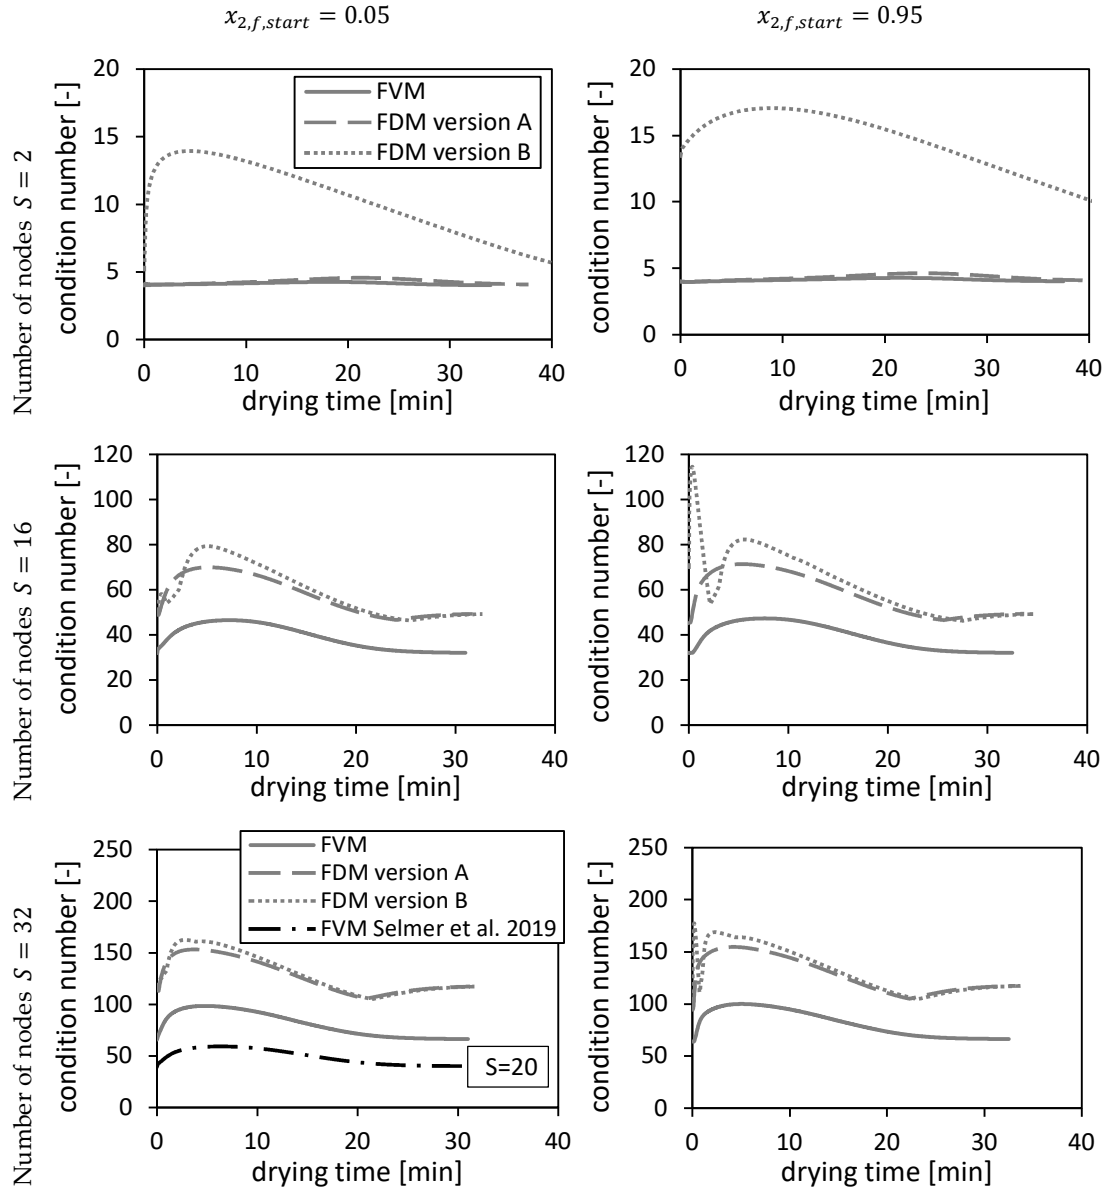 x2,f,start = 0.05
x2,f,start = 0.95
Number of nodes S = 2
condition number [-]
20
15
10
5
0
FVM
FDM version A
FDM version B
0 10 20 30 40
drying time [min]
condition number [-]
20
15
10
5
0
0 10 20 30 40
drying time [min]
Number of nodes S = 16
condition number [-]
120
100
80
60
40
20
0
0 10 20 30 40
drying time [min]
condition number [-]
120
100
80
60
40
20
0
0 10 20 30 40
drying time [min]
Number of nodes S = 32
condition number [-]
250
200
150
100
50
0
FVM
FDM version A
FDM version B
FVM Selmer et al. 2019
S=20
0 10 20 30 40
drying time [min]
condition number [-]
250
200
150
100
50
0
0 10 20 30 40
drying time [min]